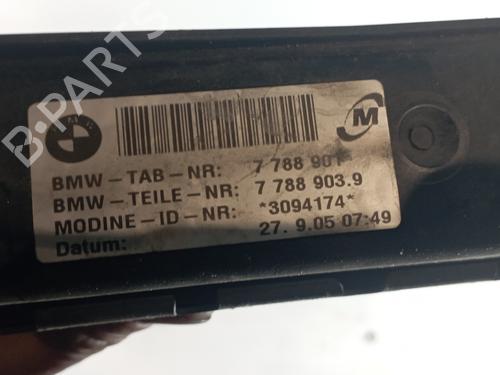 B-PARTS
BMW
M
BMW-TAB-NR: 7 788 901
BMW-TEILE-NR: 7 788 903.9
MODINE-ID-NR: *3094174*
Datum: 27. 9.05 07:49